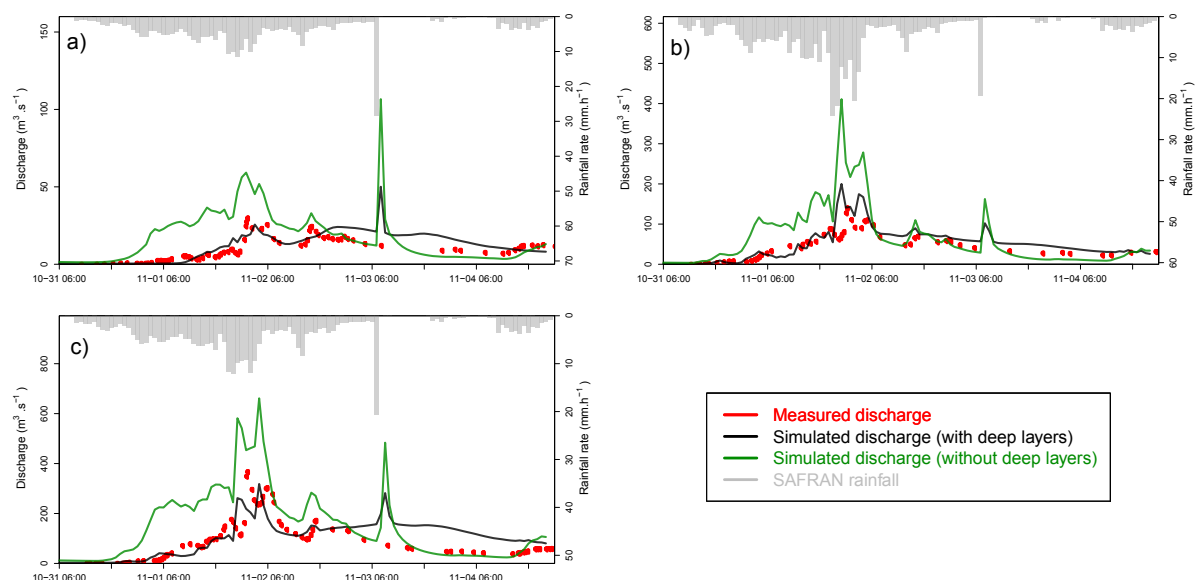 a)
Discharge (m³ .s⁻¹)
0 50 100 150
Rainfall rate (mm.h⁻¹)
0 10 20 30 40 50 60 70
10−31 06:00 11−01 06:00 11−02 06:00 11−03 06:00 11−04 06:00
b)
Discharge (m³ .s⁻¹)
0 100 200 300 400 500 600
Rainfall rate (mm.h⁻¹)
0 10 20 30 40 50 60
10−31 06:00 11−01 06:00 11−02 06:00 11−03 06:00 11−04 06:00
c)
Discharge (m³ .s⁻¹)
0 200 400 600 800
Rainfall rate (mm.h⁻¹)
0 10 20 30 40 50
10−31 06:00 11−01 06:00 11−02 06:00 11−03 06:00 11−04 06:00
Measured discharge
Simulated discharge (with deep layers)
Simulated discharge (without deep layers)
SAFRAN rainfall